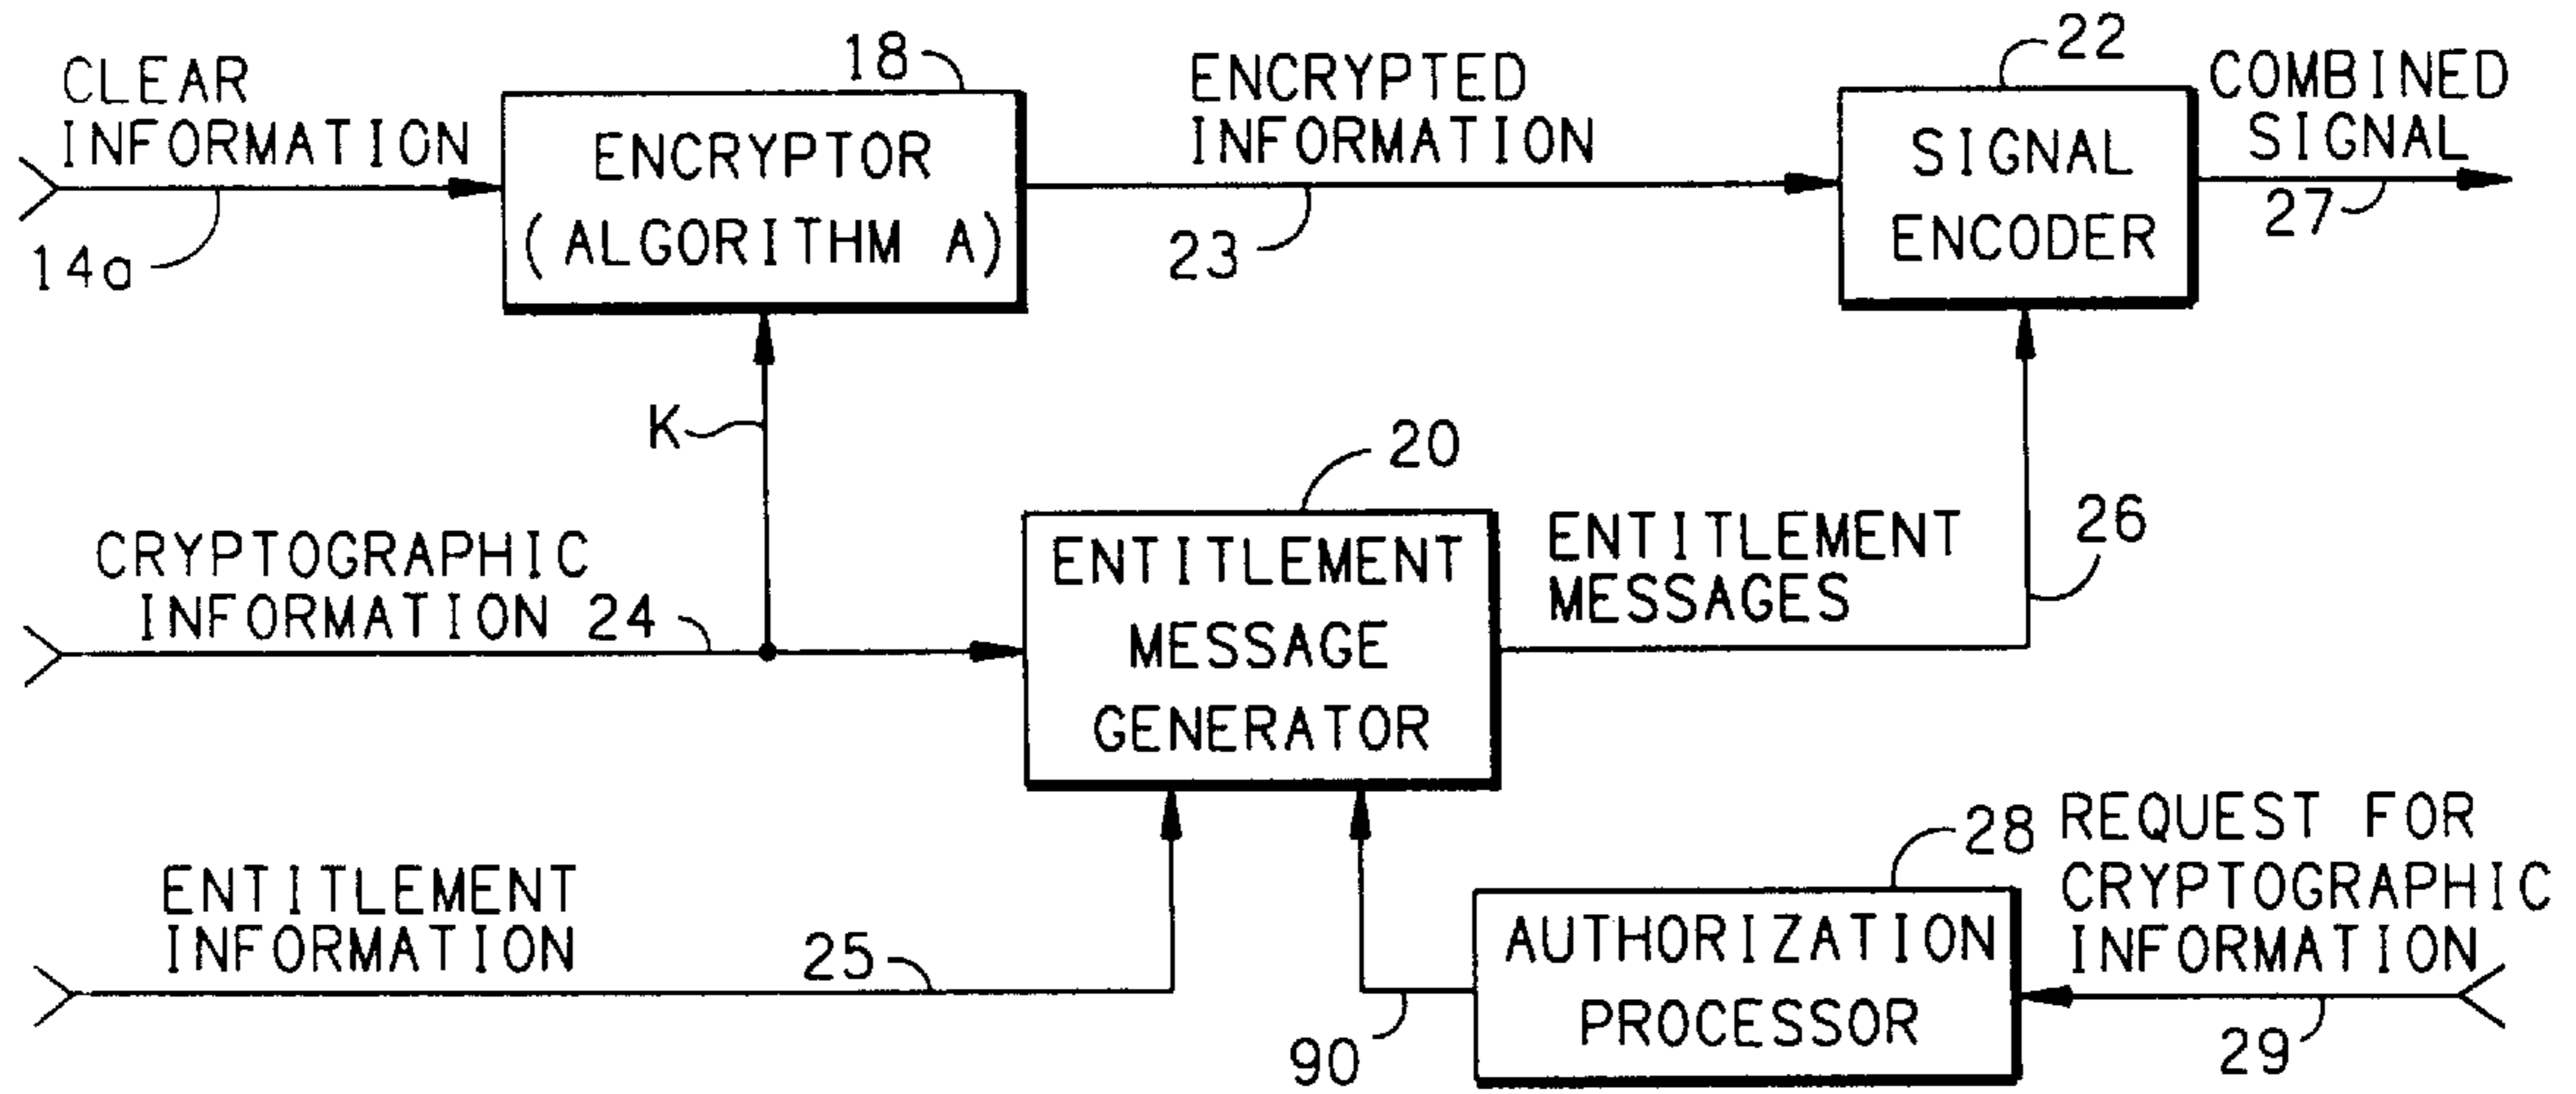 CLEAR
INFORMATION
14a
18
ENCRYPTOR
(ALGORITHM A)
ENCRYPTED
INFORMATION
23
22
SIGNAL
ENCODER
COMBINED
SIGNAL
27
K
CRYPTOGRAPHIC
INFORMATION 24
20
ENTITLEMENT
MESSAGE
GENERATOR
ENTITLEMENT
MESSAGES
26
ENTITLEMENT
INFORMATION
25
90
28
AUTHORIZATION
PROCESSOR
REQUEST FOR
CRYPTOGRAPHIC
INFORMATION
29